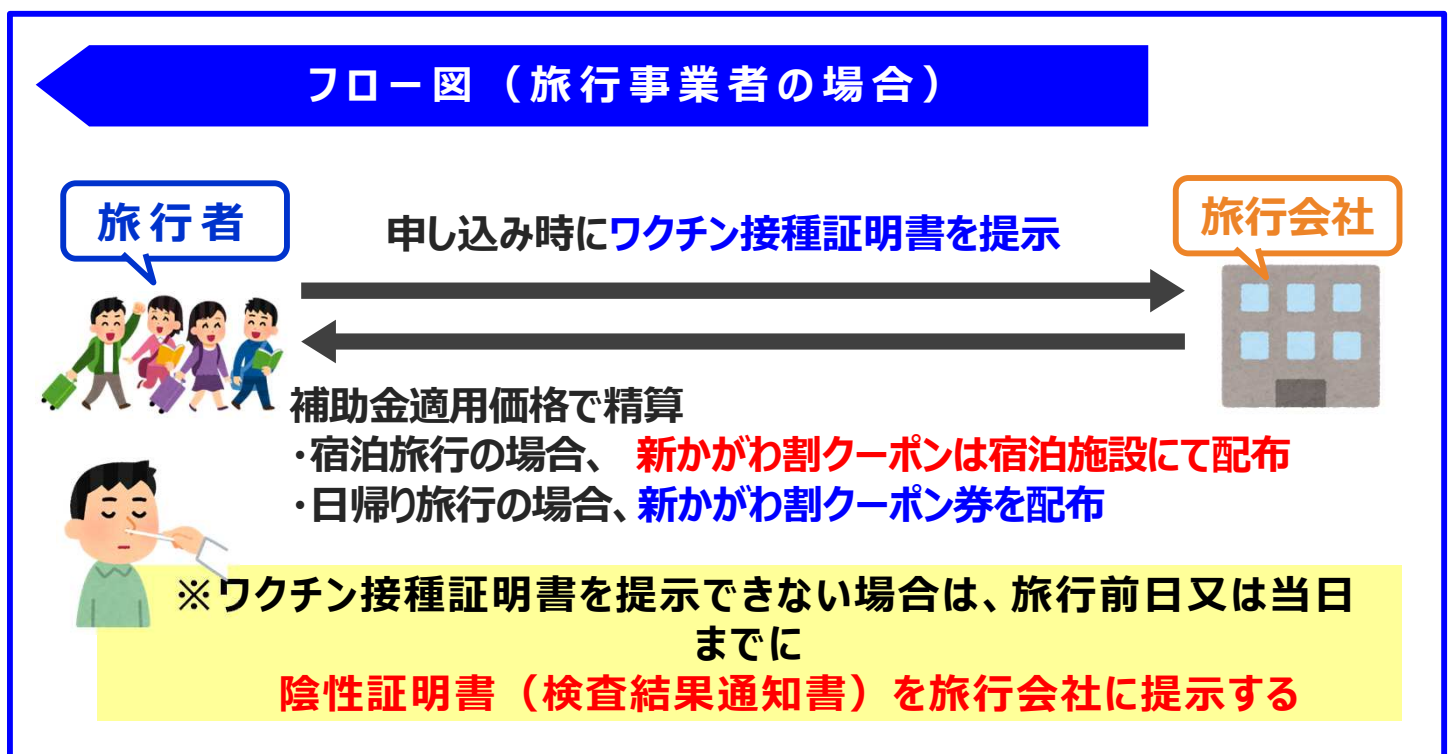 フロー図（旅行事業者の場合）
旅行者
旅行会社
申し込み時にワクチン接種証明書を提示
補助金適用価格で精算
・宿泊旅行の場合、 新かがわ割クーポンは宿泊施設にて配布
・日帰り旅行の場合、新かがわ割クーポン券を配布
※ワクチン接種証明書を提示できない場合は、旅行前日又は当日
までに
陰性証明書（検査結果通知書）を旅行会社に提示する